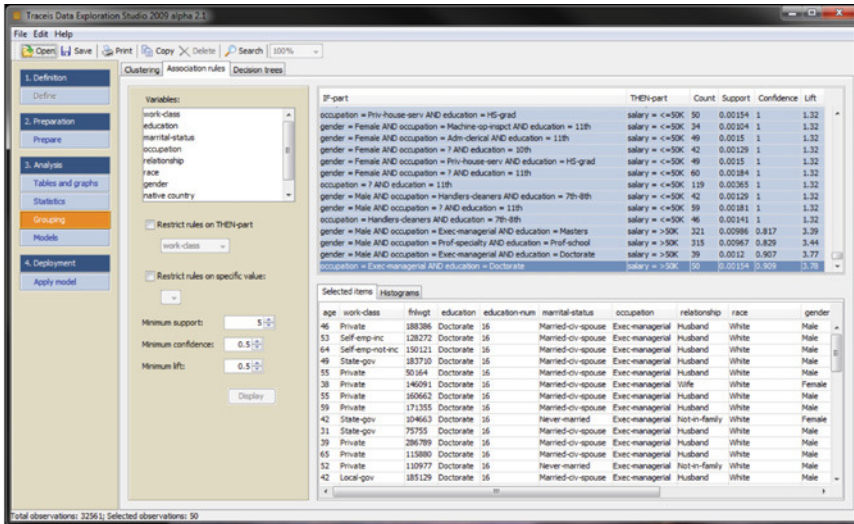 Traceis Data Exploration Studio 2009 alpha 2.1
File Edit Help
Open Save Print Copy Delete Search 100%
Clustering Association rules Decision trees
1. Definition
Define
2. Preparation
Prepare
3. Analysis
Tables and graphs
Statistics
Grouping
Models
4. Deployment
Apply model
Variables:
work-class
education
marrital-status
occupation
relationship
race
gender
native country
Restrict rules on THEN-part
work-class
Restrict rules on specific value:
Minimum support: 5
Minimum confidence: 0.5
Minimum lift: 0.5
Display
IF-part THEN-part Count Support Confidence Lift
occupation = Priv-house-serv AND education = HS-grad salary = <=50K 50 0.00154 1 1.32
gender = Female AND occupation = Machine-op-inspct AND education = 11th salary = <=50K 34 0.00104 1 1.32
gender = Female AND occupation = Adm-clerical AND education = 11th salary = <=50K 49 0.0015 1 1.32
gender = Female AND occupation = ? AND education = 10th salary = <=50K 42 0.00129 1 1.32
gender = Female AND occupation = Priv-house-serv AND education = HS-grad salary = <=50K 49 0.0015 1 1.32
gender = Female AND occupation = ? AND education = 11th salary = <=50K 60 0.00184 1 1.32
occupation = ? AND education = 11th salary = <=50K 119 0.00365 1 1.32
gender = Male AND occupation = Handlers-cleaners AND education = 7th-8th salary = <=50K 42 0.00129 1 1.32
gender = Male AND occupation = ? AND education = 11th salary = <=50K 59 0.00181 1 1.32
occupation = Handlers-cleaners AND education = 7th-8th salary = <=50K 46 0.00141 1 1.32
gender = Male AND occupation = Exec-managerial AND education = Masters salary = >50K 321 0.00986 0.817 3.39
gender = Male AND occupation = Prof-specialty AND education = Prof-school salary = >50K 315 0.00967 0.829 3.44
gender = Male AND occupation = Exec-managerial AND education = Doctorate salary = >50K 39 0.0012 0.907 3.77
occupation = Exec-managerial AND education = Doctorate salary = >50K 50 0.00154 0.909 3.78
Selected items Histograms
age work-class fnlwgt education education-num marrital-status occupation relationship race gender
46 Private 188386 Doctorate 16 Married-civ-spouse Exec-managerial Husband White Male
53 Self-emp-inc 128272 Doctorate 16 Married-civ-spouse Exec-managerial Husband White Male
64 Self-emp-not-inc 150121 Doctorate 16 Married-civ-spouse Exec-managerial Husband White Male
49 State-gov 183710 Doctorate 16 Married-civ-spouse Exec-managerial Husband White Male
55 Private 50164 Doctorate 16 Married-civ-spouse Exec-managerial Husband White Male
38 Private 146091 Doctorate 16 Married-civ-spouse Exec-managerial Wife White Female
55 Private 160662 Doctorate 16 Married-civ-spouse Exec-managerial Husband White Male
59 Private 171355 Doctorate 16 Married-civ-spouse Exec-managerial Husband White Male
42 State-gov 104663 Doctorate 16 Never-married Exec-managerial Not-in-family White Female
31 State-gov 75755 Doctorate 16 Married-civ-spouse Exec-managerial Husband White Male
39 Private 286789 Doctorate 16 Married-civ-spouse Exec-managerial Husband White Male
65 Private 115880 Doctorate 16 Married-civ-spouse Exec-managerial Husband White Male
52 Private 110977 Doctorate 16 Never-married Exec-managerial Not-in-family White Male
42 Local-gov 185129 Doctorate 16 Married-civ-spouse Exec-managerial Husband White Male
Total observations: 32561; Selected observations: 50